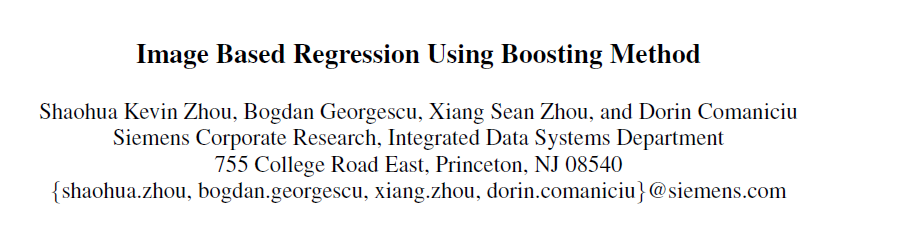 Image Based Regression Using Boosting Method
Shaohua Kevin Zhou, Bogdan Georgescu, Xiang Sean Zhou, and Dorin Comaniciu
Siemens Corporate Research, Integrated Data Systems Department
755 College Road East, Princeton, NJ 08540
{shaohua.zhou, bogdan.georgescu, xiang.zhou, dorin.comaniciu}@siemens.com